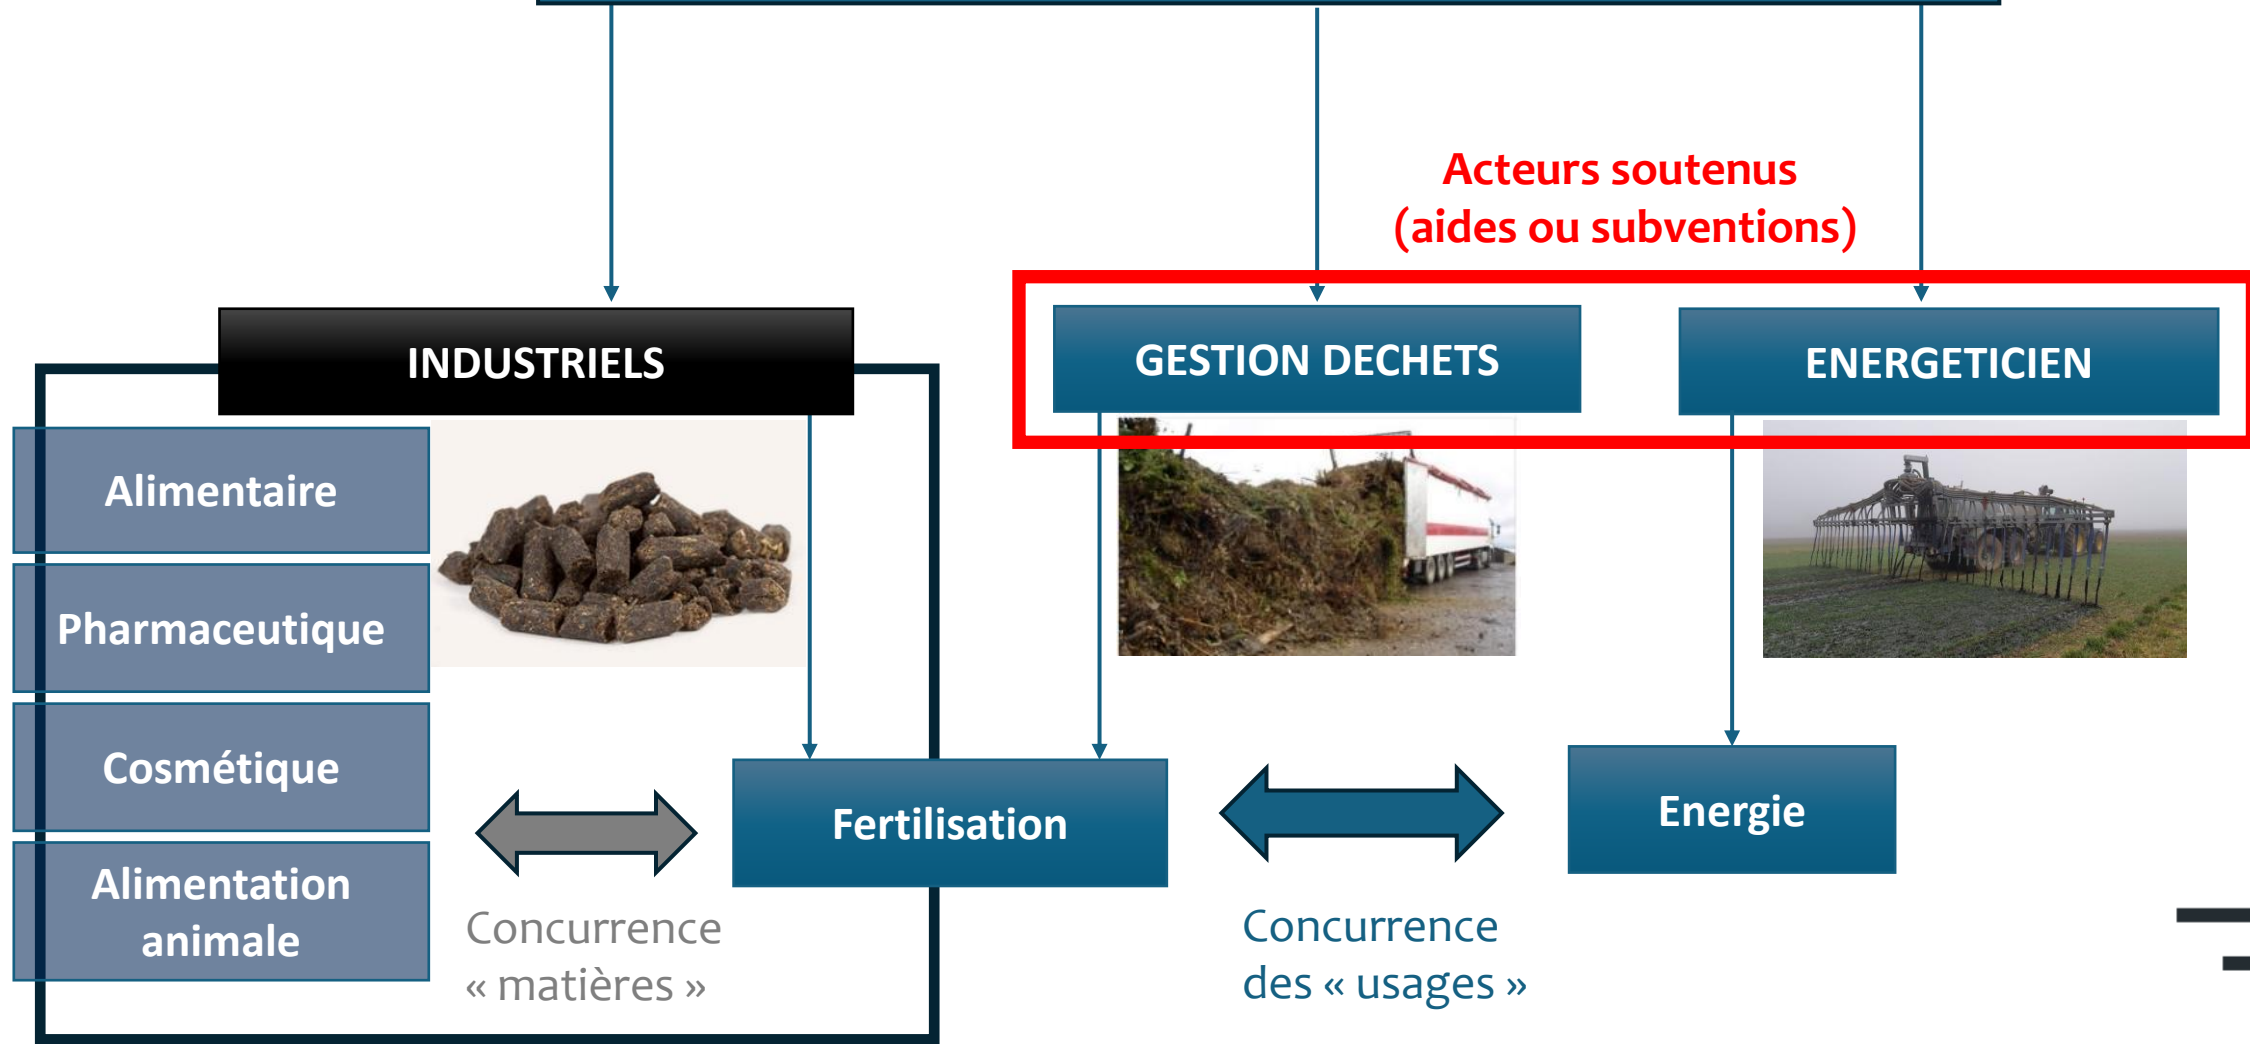 Acteurs soutenus
(aides ou subventions)
INDUSTRIELS
GESTION DECHETS
ENERGETICIEN
Alimentaire
Pharmaceutique
Cosmétique
Alimentation
animale
Fertilisation
Energie
Concurrence
« matières »
Concurrence
des « usages »